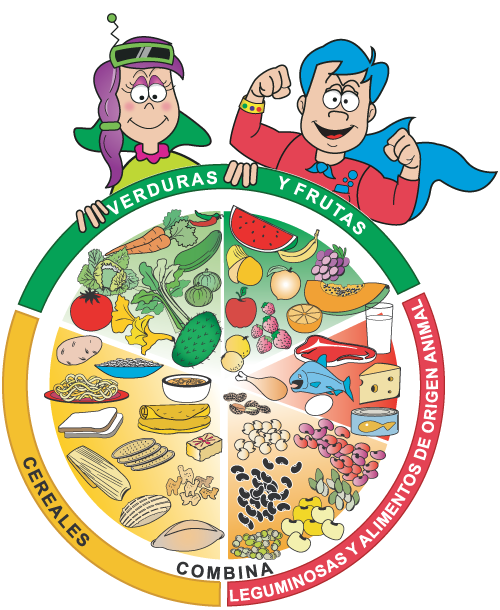 VERDURAS Y FRUTAS
CEREALES
COMBINA
LEGUMINOSAS Y ALIMENTOS DE ORIGEN ANIMAL